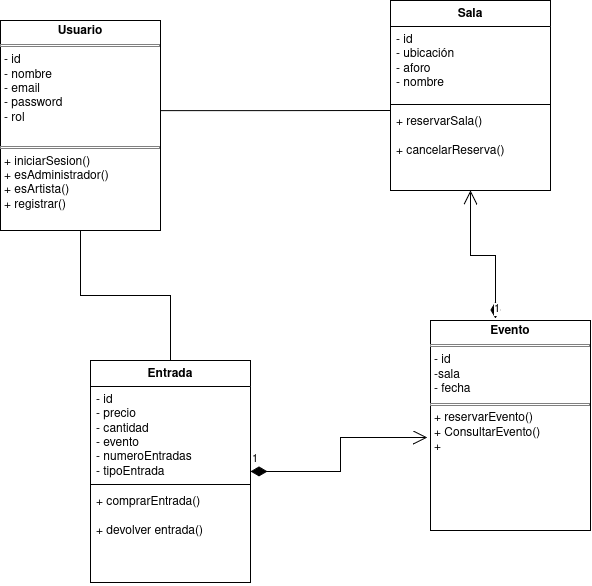 Usuario
- id
- nombre
- email
- password
- rol
+ iniciarSesion()
+ esAdministrador()
+ esArtista()
+ registrar()
Sala
- id
- ubicación
- aforo
- nombre
+ reservarSala()
+ cancelarReserva()
Entrada
- id
- precio
- cantidad
- evento
- numeroEntradas
- tipoEntrada
+ comprarEntrada()
+ devolver entrada()
1
1
Evento
- id
-sala
- fecha
+ reservarEvento()
+ ConsultarEvento()
+